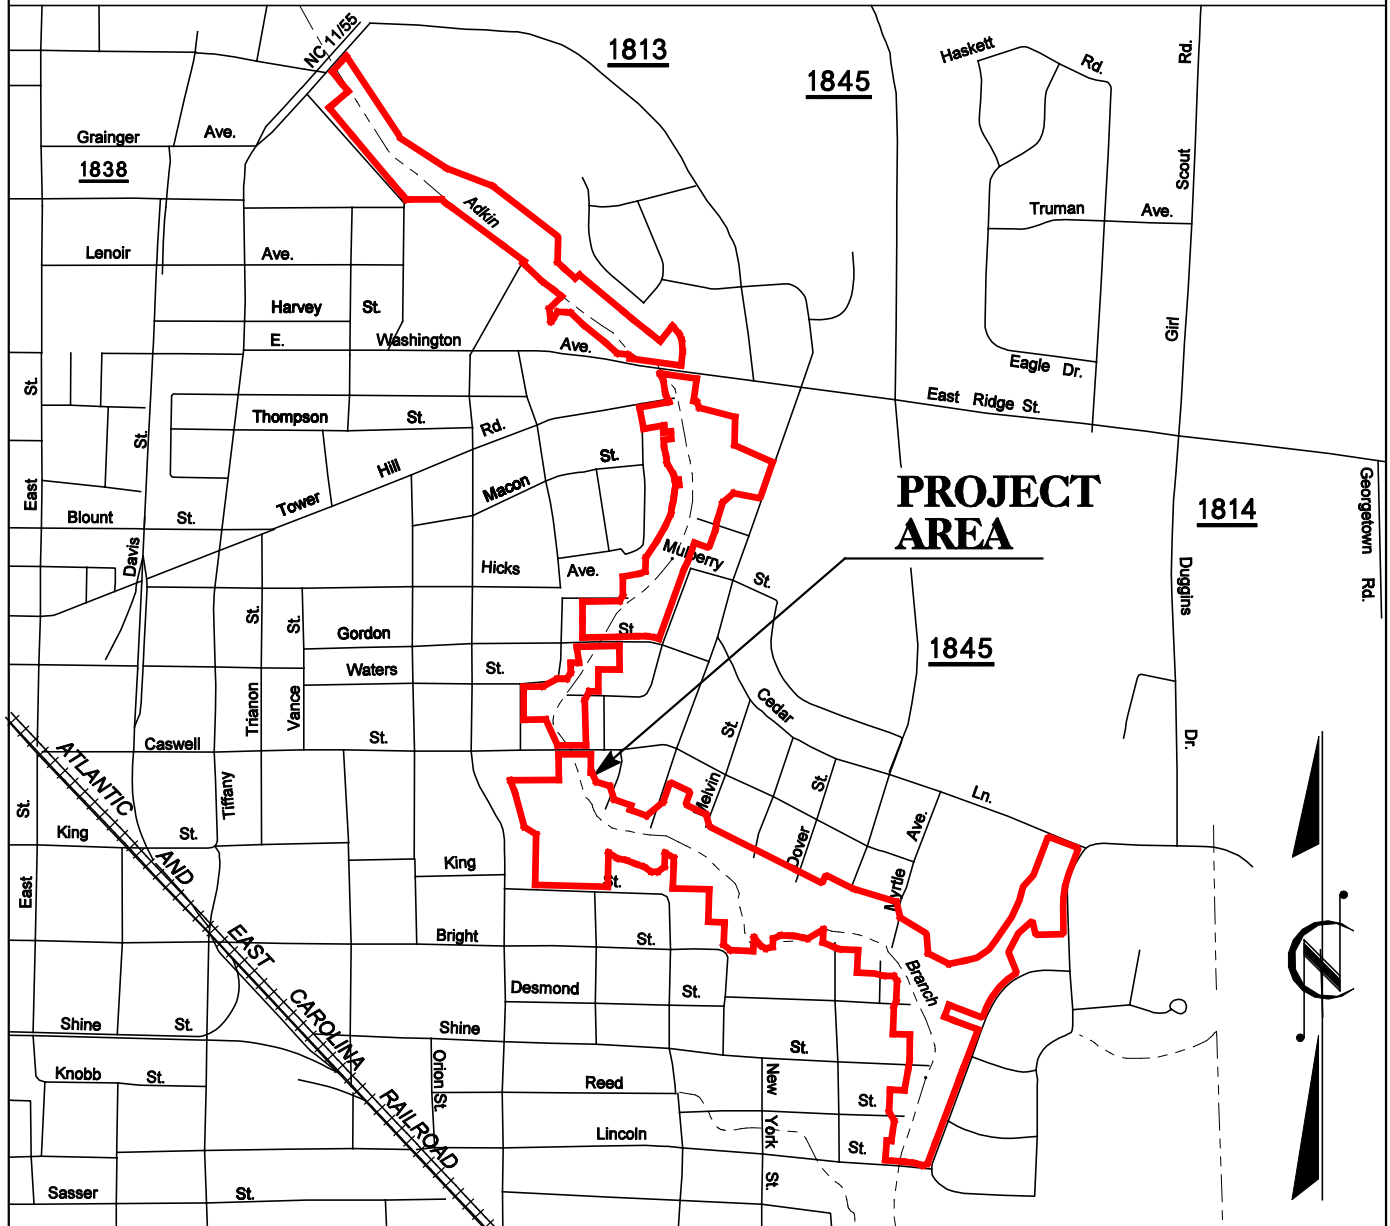 NC 11/55
1813
1845
Haskett Rd.
Rd.
Grainger Ave.
Scout
1838
Adkin
Truman Ave.
Lenoir Ave.
Harvey St.
Girl
E. Washington Ave.
Eagle Dr.
St.
East Ridge St.
Thompson St.
Rd.
St.
Hill
St.
Macon
Tower
East
PROJECT
AREA
Georgetown
Rd.
1814
Blount St.
Davis
Mulberry
St.
Hicks Ave.
Duggins
St.
St.
Gordon
St.
1845
Waters St.
Trianon
Vance
Cedar
St.
Caswell St.
Dr.
ATLANTIC
Tiffany
Melvin
St.
Ln.
St.
King St.
Dover
Ave.
AND
King
St.
East
Myrtle
EAST
Bright St.
Branch
Desmond St.
CAROLINA
Shine St.
Shine
St.
Orion St.
Knobb St.
Reed
New
York
St.
RAILROAD
St.
Lincoln
St.
Sasser St.
N